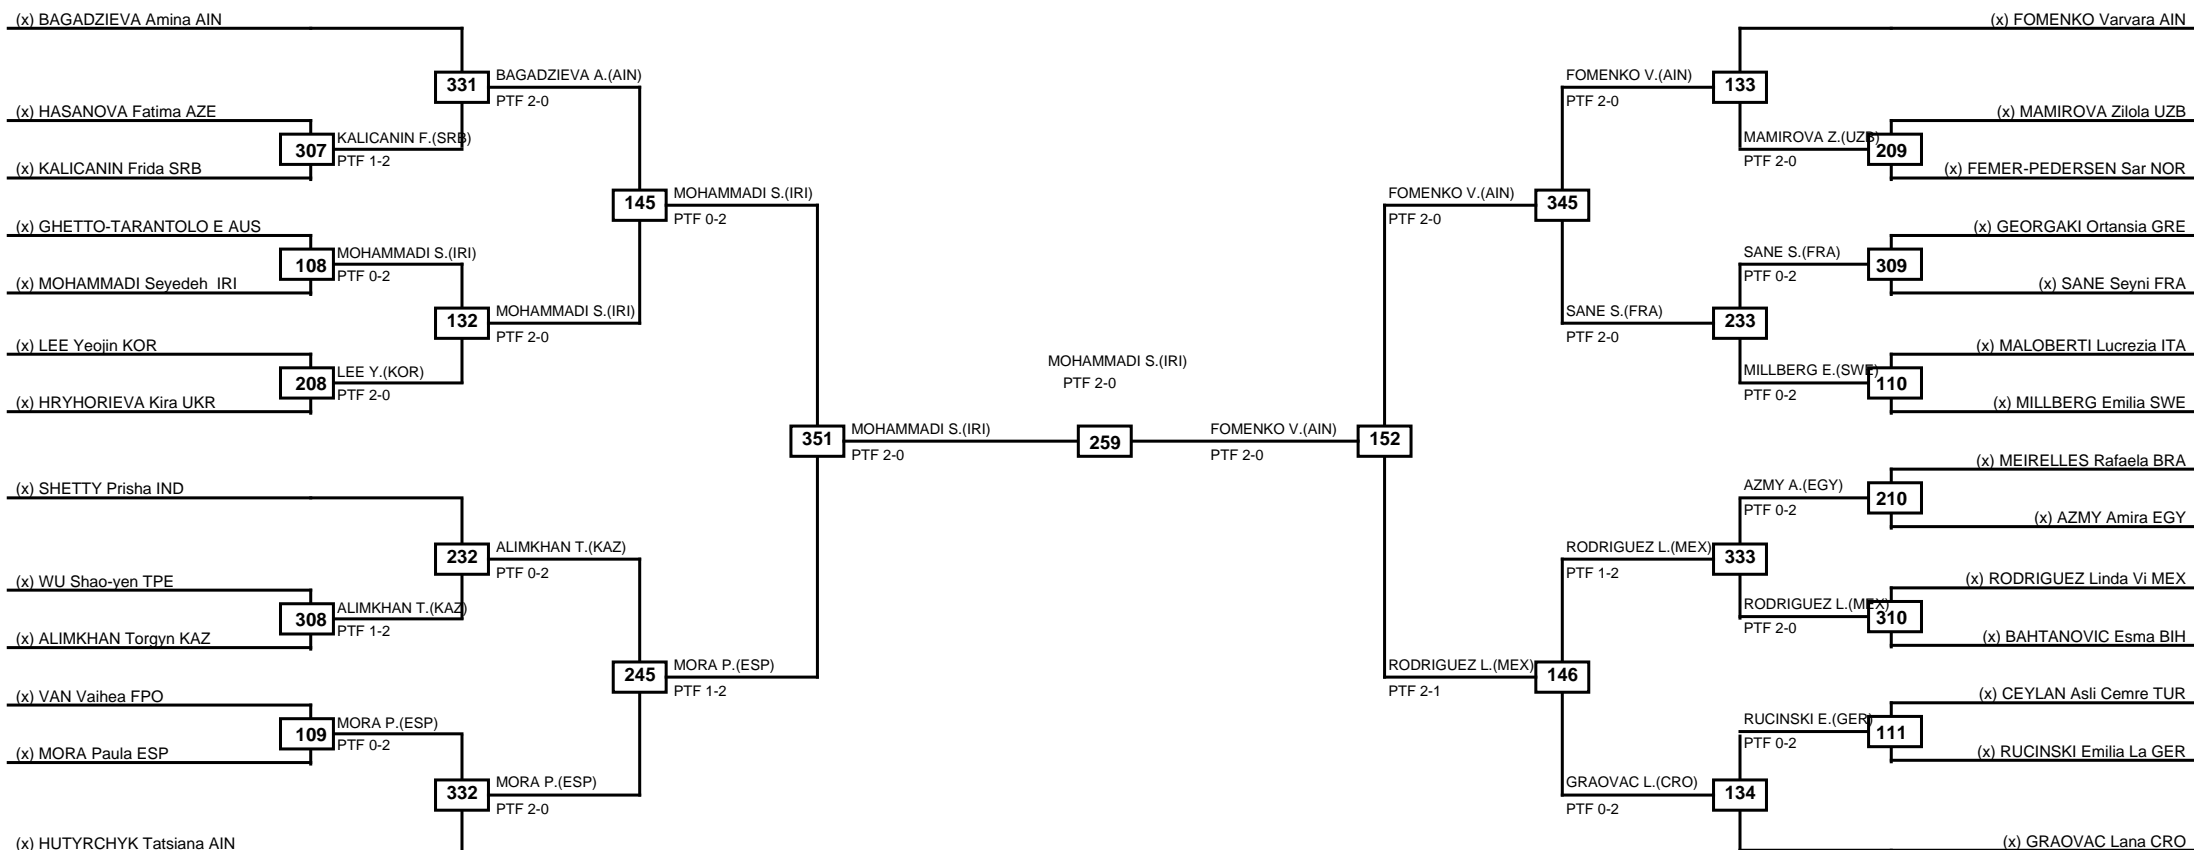 (x) BAGADZIEVA Amina AIN
(x) HASANOVA Fatima AZE
(x) KALICANIN Frida SRB
(x) GHETTO-TARANTOLO E AUS
(x) MOHAMMADI Seyedeh IRI
(x) LEE Yeojin KOR
(x) HRYHORIEVA Kira UKR
(x) SHETTY Prisha IND
(x) WU Shao-yen TPE
(x) ALIMKHAN Torgyn KAZ
(x) VAN Vaihea FPO
(x) MORA Paula ESP
(x) HUTYRCHYK Tatsiana AIN
307
KALICANIN F.(SRB)
PTF 1-2
108
MOHAMMADI S.(IRI)
PTF 0-2
208
LEE Y.(KOR)
PTF 2-0
308
ALIMKHAN T.(KAZ)
PTF 1-2
109
MORA P.(ESP)
PTF 0-2
331
BAGADZIEVA A.(AIN)
PTF 2-0
132
MOHAMMADI S.(IRI)
PTF 2-0
232
ALIMKHAN T.(KAZ)
PTF 0-2
332
MORA P.(ESP)
PTF 2-0
145
MOHAMMADI S.(IRI)
PTF 0-2
245
MORA P.(ESP)
PTF 1-2
351
MOHAMMADI S.(IRI)
PTF 2-0
MOHAMMADI S.(IRI)
PTF 2-0
259
FOMENKO V.(AIN)
PTF 2-0
152
FOMENKO V.(AIN)
PTF 2-0
345
RODRIGUEZ L.(MEX)
PTF 2-1
146
FOMENKO V.(AIN)
PTF 2-0
133
SANE S.(FRA)
PTF 2-0
233
RODRIGUEZ L.(MEX)
PTF 1-2
333
GRAOVAC L.(CRO)
PTF 0-2
134
MAMIROVA Z.(UZB)
PTF 2-0
209
SANE S.(FRA)
PTF 0-2
309
MILLBERG E.(SWE)
PTF 0-2
110
AZMY A.(EGY)
PTF 0-2
210
RODRIGUEZ L.(MEX)
PTF 2-0
310
RUCINSKI E.(GER)
PTF 0-2
111
(x) FOMENKO Varvara AIN
(x) MAMIROVA Zilola UZB
(x) FEMER-PEDERSEN Sar NOR
(x) GEORGAKI Ortansia GRE
(x) SANE Seyni FRA
(x) MALOBERTI Lucrezia ITA
(x) MILLBERG Emilia SWE
(x) MEIRELLES Rafaela BRA
(x) AZMY Amira EGY
(x) RODRIGUEZ Linda Vi MEX
(x) BAHTANOVIC Esma BIH
(x) CEYLAN Asli Cemre TUR
(x) RUCINSKI Emilia La GER
(x) GRAOVAC Lana CRO